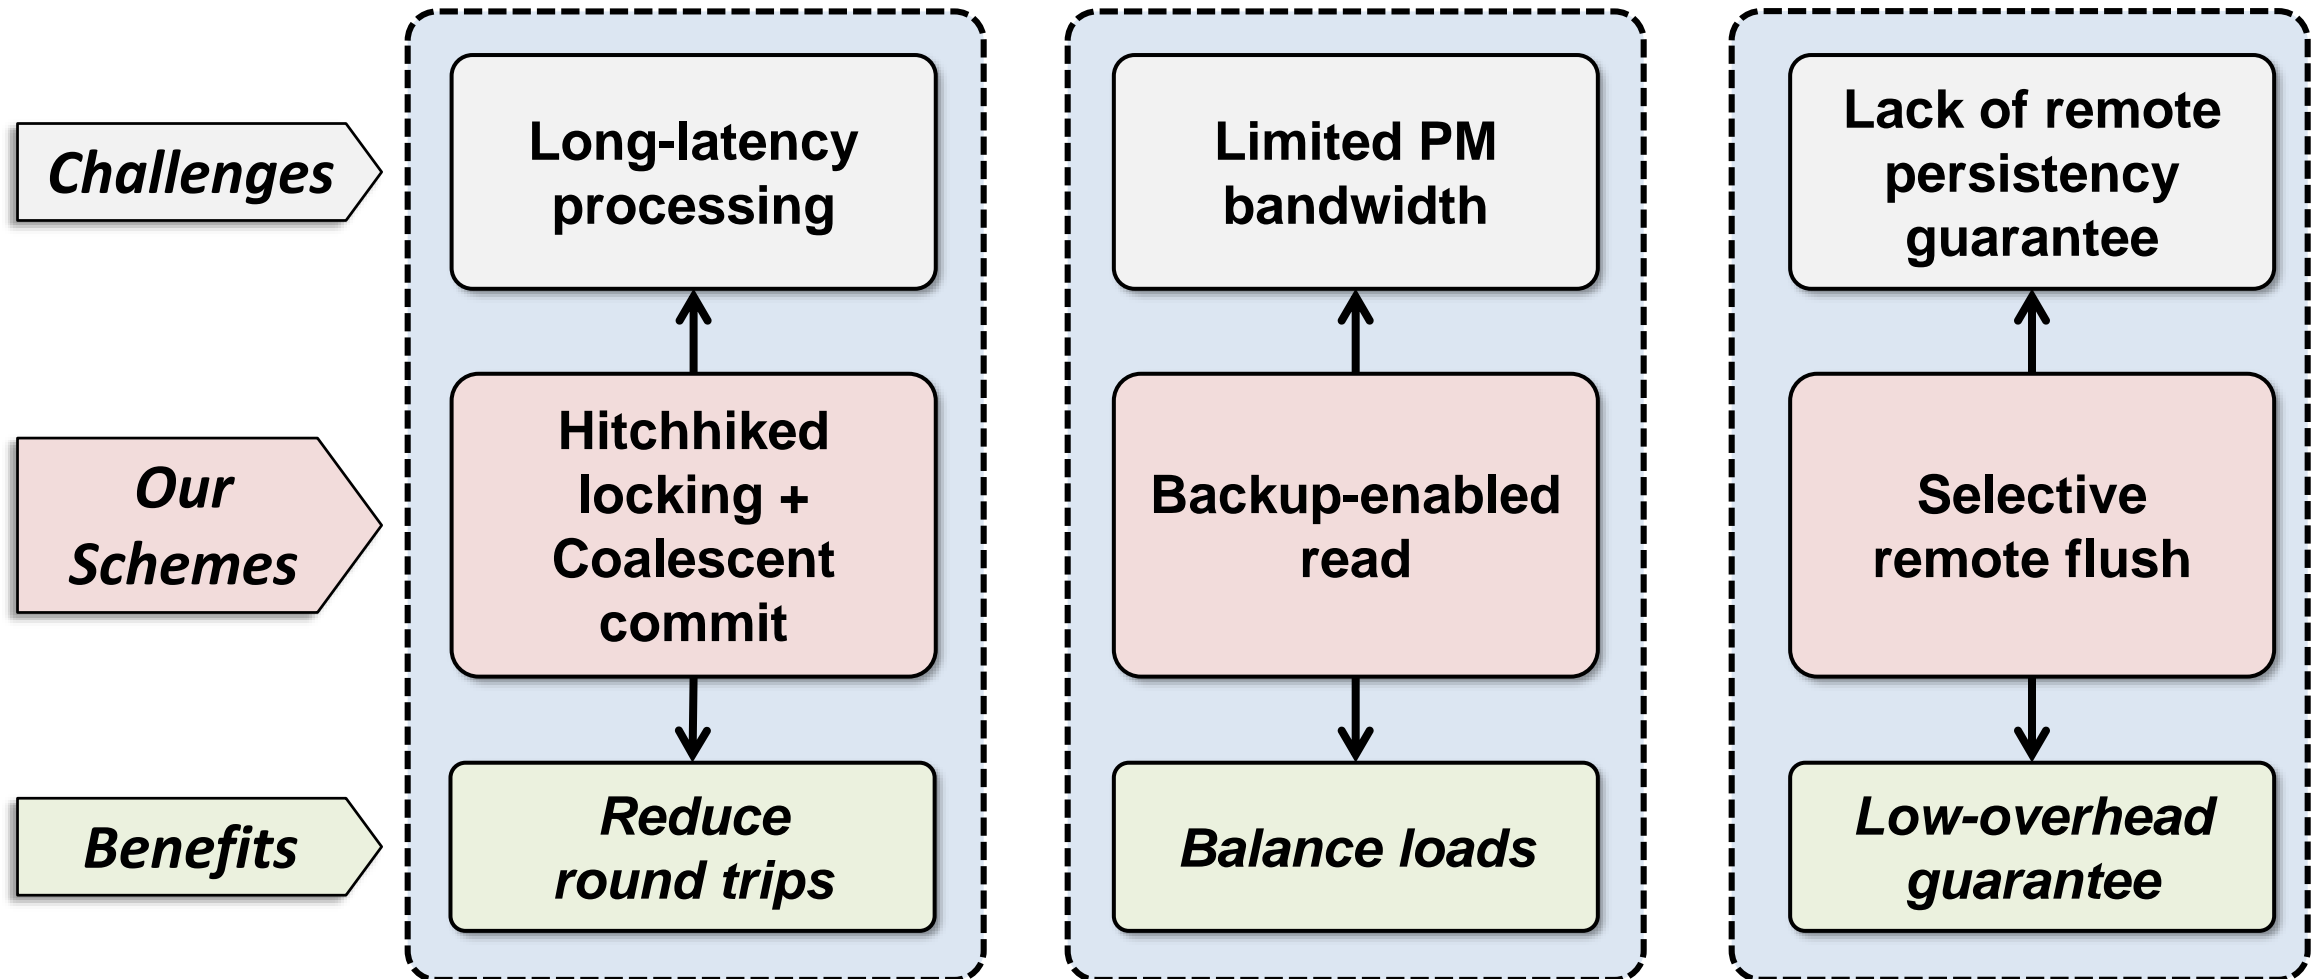 Challenges
Long-latency
processing
Limited PM
bandwidth
Lack of remote
persistency
guarantee
Our
Schemes
Hitchhiked
locking +
Coalescent
commit
Backup-enabled
read
Selective
remote flush
Benefits
Reduce
round trips
Balance loads
Low-overhead
guarantee